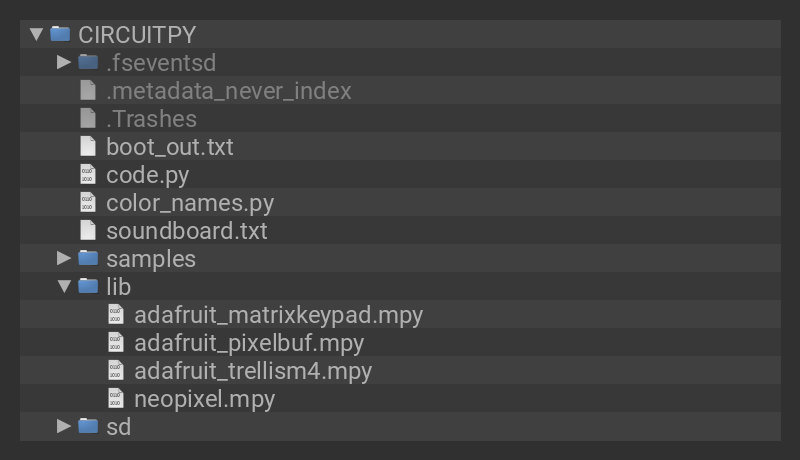 CIRCUITPY
.fseventsd
.metadata_never_index
.Trashes
boot_out.txt
code.py
color_names.py
soundboard.txt
samples
lib
adafruit_matrixkeypad.mpy
adafruit_pixelbuf.mpy
adafruit_trellism4.mpy
neopixel.mpy
sd